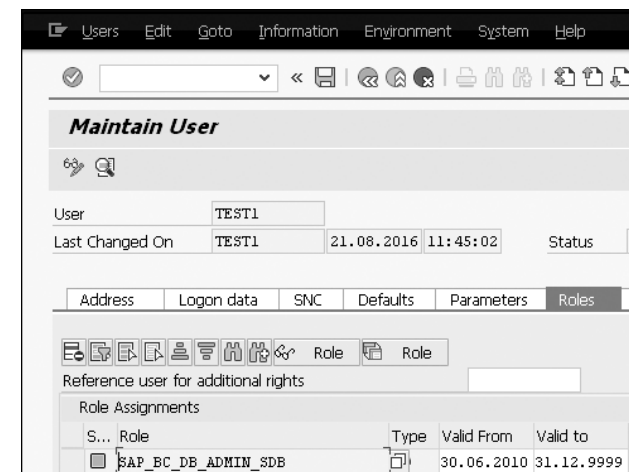 Users Edit Goto Information Environment System Help
Maintain User
User TEST1
Last Changed On TEST1 21.08.2016 11:45:02 Status
Address Logon data SNC Defaults Parameters Roles
Role Role
Reference user for additional rights
Role Assignments
S... Role Type Valid From Valid to
SAP_BC_DB_ADMIN_SDB 30.06.2010 31.12.9999